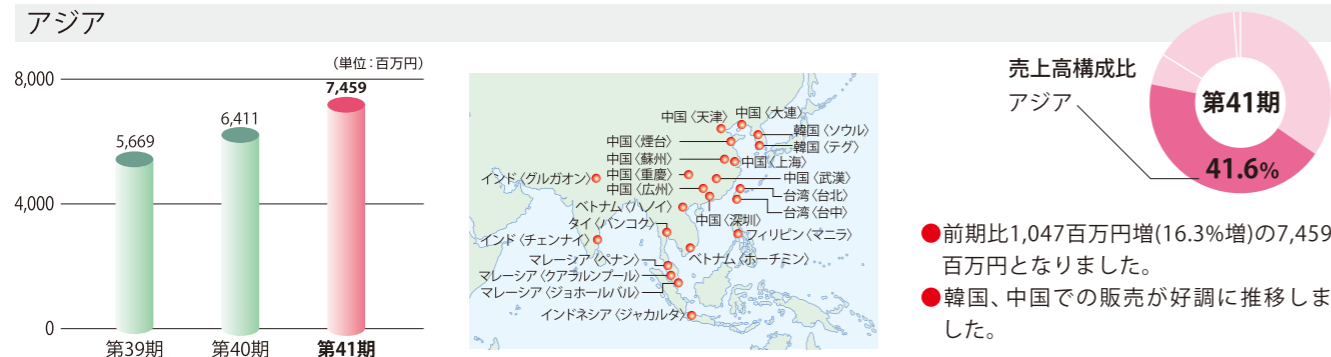 アジア
(単位:百万円)
8,000
4,000
0
5,669
6,411
7,459
第39期
第40期
第41期
中国〈天津〉
中国〈大連〉
韓国〈ソウル〉
中国〈煙台〉
韓国〈テグ〉
中国〈蘇州〉
中国〈上海〉
インド〈グルガオン〉
中国〈重慶〉
中国〈武漢〉
中国〈広州〉
台湾〈台北〉
ベトナム〈ハノイ〉
台湾〈台中〉
中国〈深圳〉
タイ〈バンコク〉
フィリピン〈マニラ〉
インド〈チェンナイ〉
マレーシア〈ペナン〉
ベトナム〈ホーチミン〉
マレーシア〈クアラルンプール〉
マレーシア〈ジョホールバル〉
インドネシア〈ジャカルタ〉
売上高構成比
アジア
第41期
41.6%
●前期比1,047百万円増(16.3%増)の7,459
百万円となりました。
●韓国、中国での販売が好調に推移しま
した。